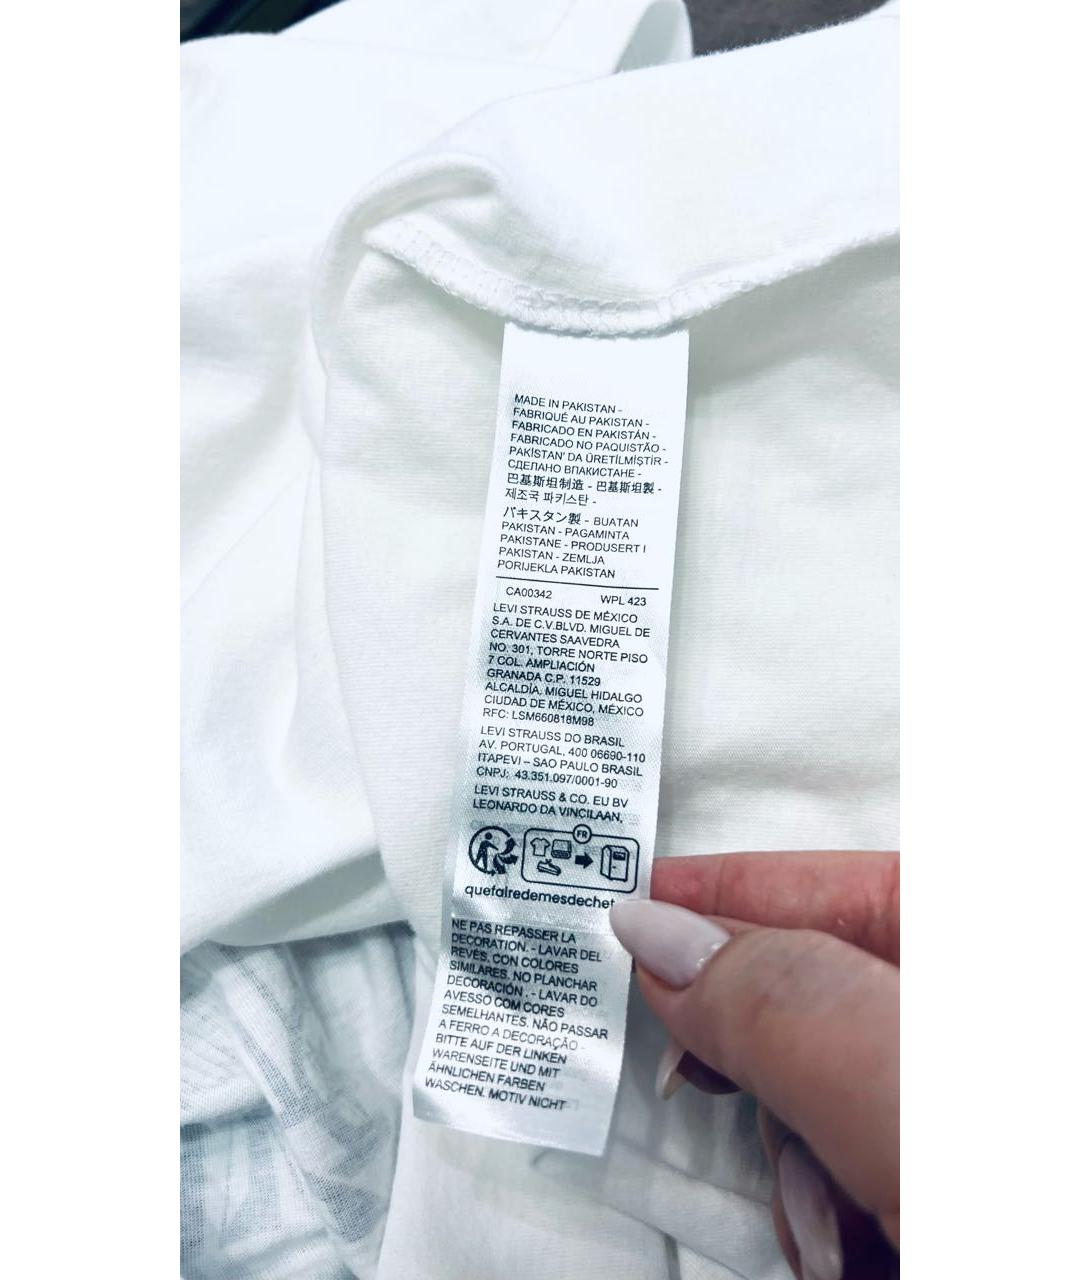 MADE IN PAKISTAN -
FABRIQUÉ AU PAKISTAN -
FABRICADO EN PAKISTÁN -
FABRICADO NO PAQUISTÃO -
PAKİSTAN' DA ÜRETİLMİŞTİR -
СДЕЛАНО ВПАКИСТАНЕ -
巴基斯坦制造 - 巴基斯坦製 -
제조국 파키스탄 -
パキスタン製 - BUATAN
PAKISTAN - PAGAMINTA
PAKISTANE - PRODUSERT I
PAKISTAN - ZEMLJA
PORIJEKLA PAKISTAN
CA00342 WPL 423
LEVI STRAUSS DE MÉXICO
S.A. DE C.V.BLVD. MIGUEL DE
CERVANTES SAAVEDRA
NO. 301, TORRE NORTE PISO
7 COL. AMPLIACIÓN
GRANADA C.P. 11529
ALCALDÍA. MIGUEL HIDALGO
CIUDAD DE MÉXICO, MÉXICO
RFC: LSM660818M98
LEVI STRAUSS DO BRASIL
AV. PORTUGAL, 400 06690-110
ITAPEVI – SAO PAULO BRASIL
CNPJ: 43.351.097/0001-90
LEVI STRAUSS & CO. EU BV
LEONARDO DA VINCILAAN,
FR
quefairedemesdechet
NE PAS REPASSER LA
DECORATION. - LAVAR DEL
REVÉS, CON COLORES
SIMILARES. NO PLANCHAR
DECORACIÓN . - LAVAR DO
AVESSO COM CORES
SEMELHANTES. NÃO PASSAR
A FERRO A DECORAÇÃO -
BITTE AUF DER LINKEN
WARENSEITE UND MIT
ÄHNLICHEN FARBEN
WASCHEN. MOTIV NICHT